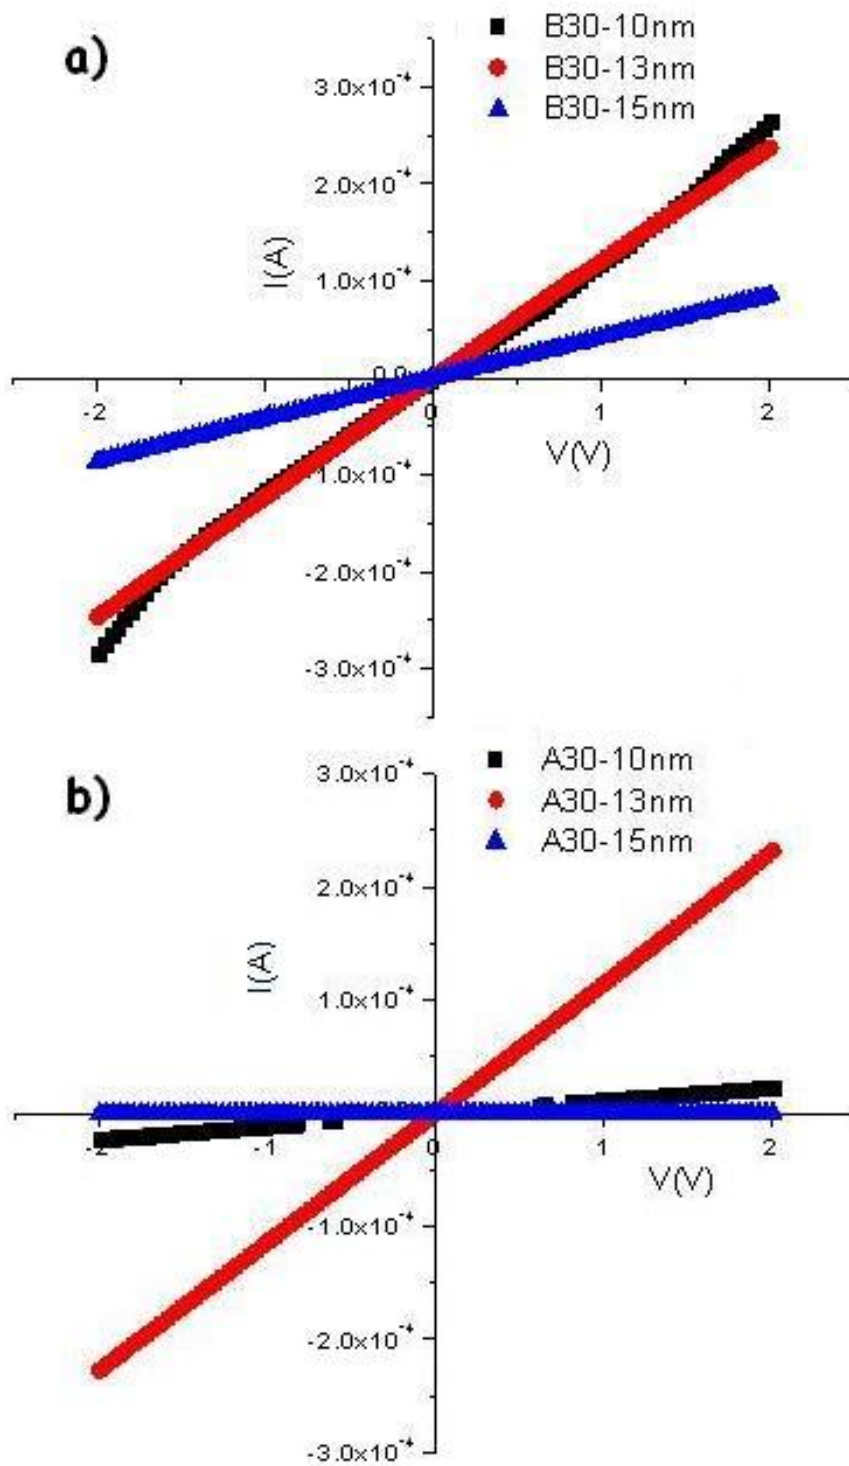 a)
B30-10nm
B30-13nm
B30-15nm
3.0x10⁻⁴
2.0x10⁻⁴
I(A)
1.0x10⁻⁴
0.0
-2 0 1 2
V(V)
-1.0x10⁻⁴
-2.0x10⁻⁴
-3.0x10⁻⁴
b)
A30-10nm
A30-13nm
A30-15nm
3.0x10⁻⁴
2.0x10⁻⁴
I(A)
1.0x10⁻⁴
-2 -1 0 1 2
V(V)
-1.0x10⁻⁴
-2.0x10⁻⁴
-3.0x10⁻⁴